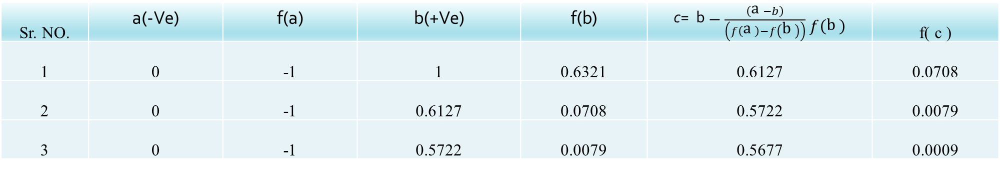 Sr. NO. a(-Ve) f(a) b(+Ve) f(b) c= b − (a −b) / (f(a )−f(b )) f (b ) f( c )
1 0 -1 1 0.6321 0.6127 0.0708
2 0 -1 0.6127 0.0708 0.5722 0.0079
3 0 -1 0.5722 0.0079 0.5677 0.0009